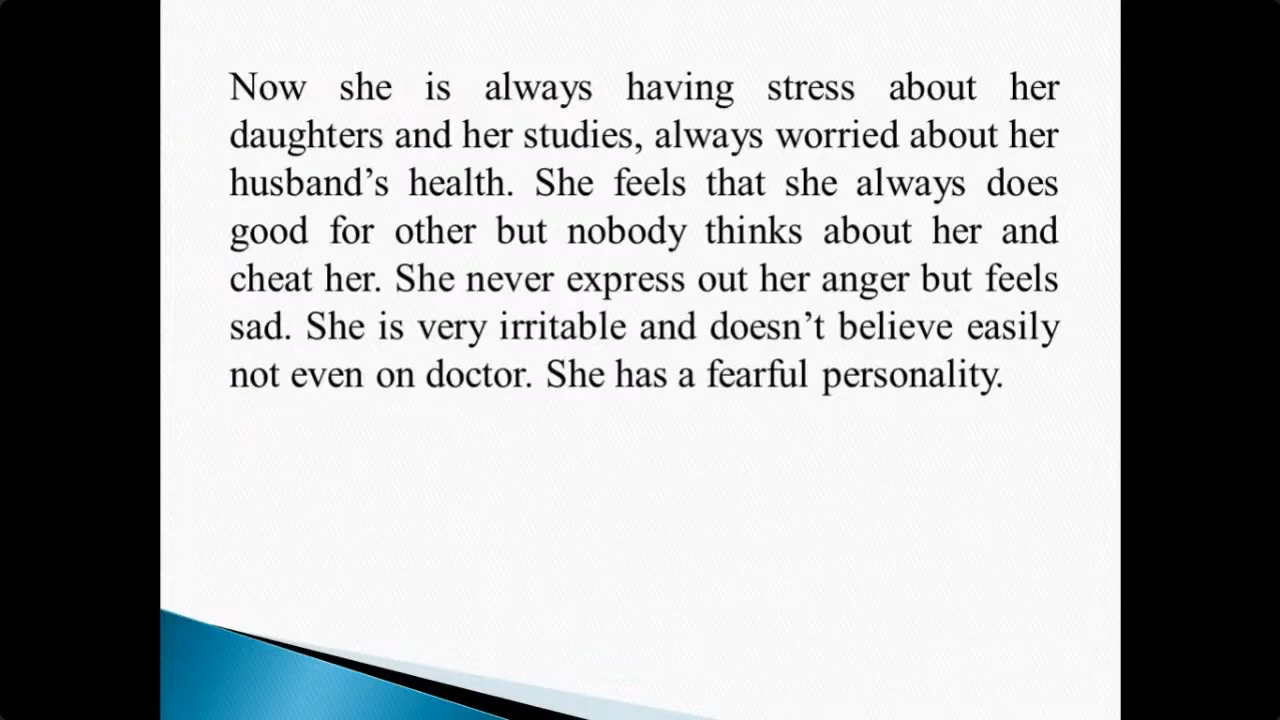 Now she is always having stress about her
daughters and her studies, always worried about her
husband’s health. She feels that she always does
good for other but nobody thinks about her and
cheat her. She never express out her anger but feels
sad. She is very irritable and doesn’t believe easily
not even on doctor. She has a fearful personality.